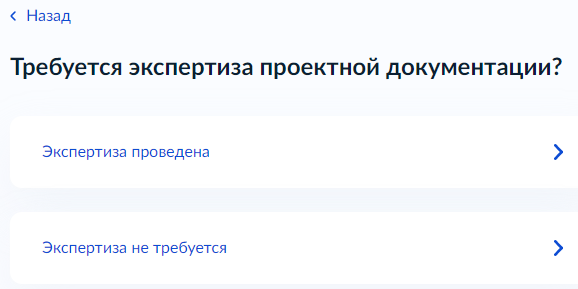 Назад
Требуется экспертиза проектной документации?
Экспертиза проведена
Экспертиза не требуется